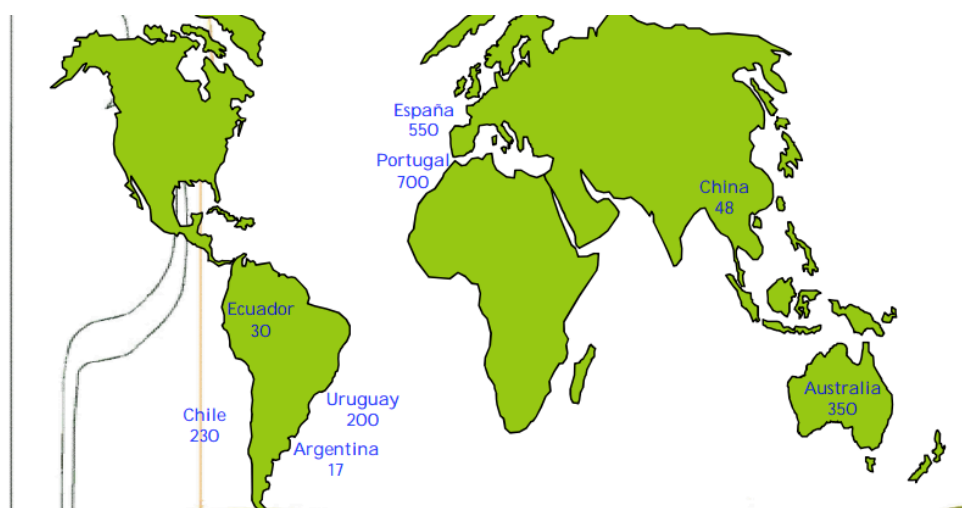 España
550
Portugal
700
China
48
Ecuador
30
Australia
350
Uruguay
200
Chile
230
Argentina
17